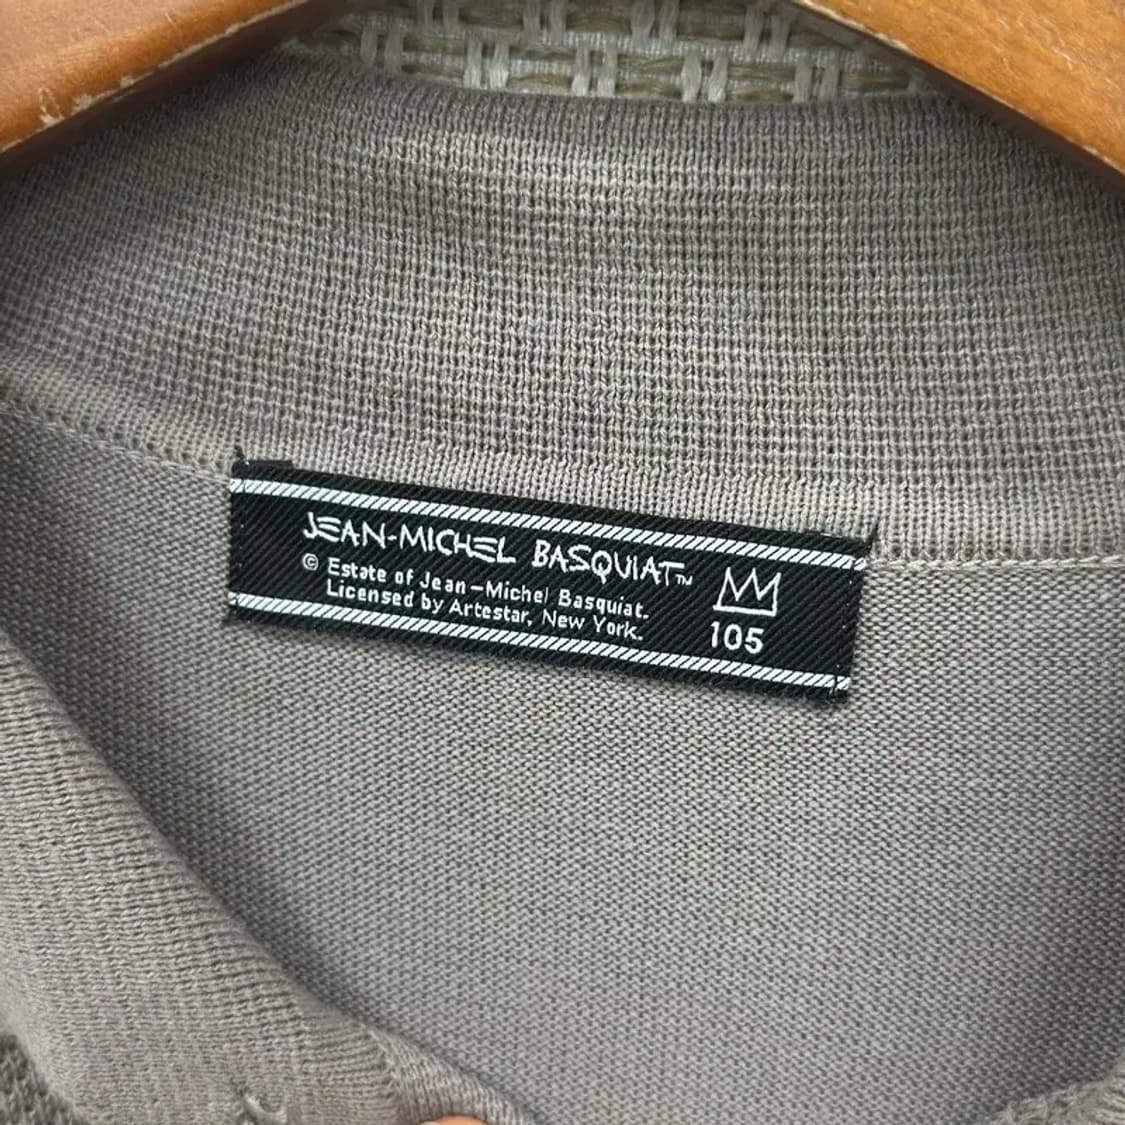 JEAN-MICHEL BASQUIAT™
© Estate of Jean-Michel Basquiat.
Licensed by Artestar, New York.
105